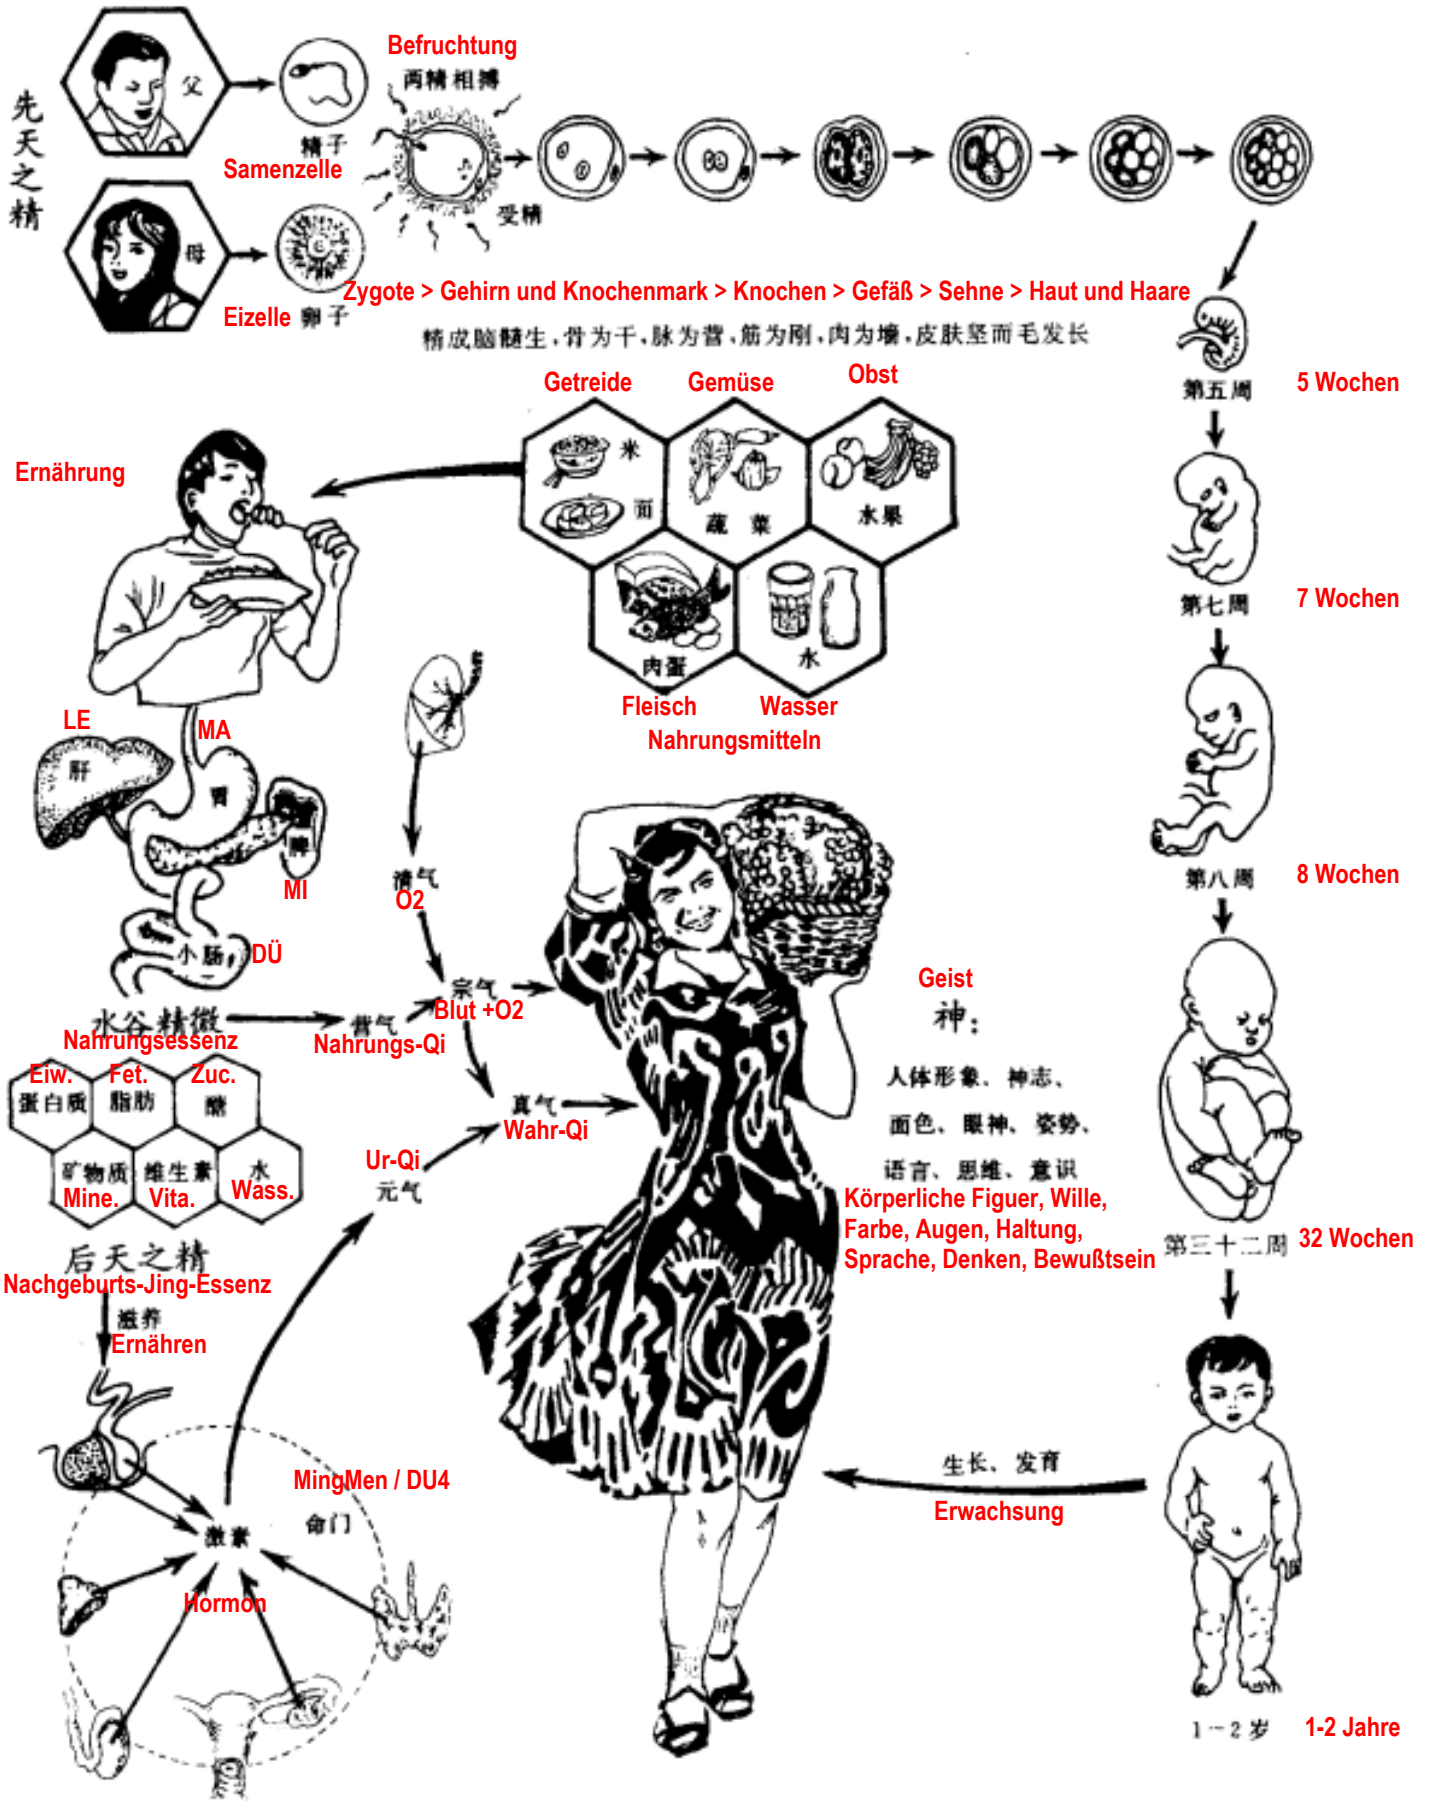 先天之精
父
精子
Samenzelle
母
Eizelle
卵子
Befruchtung
两精相搏
受精
Zygote > Gehirn und Knochenmark > Knochen > Gefäß > Sehne > Haut und Haare
精成脑髓生,骨为干,脉为营,筋为刚,肉为墙,皮肤坚而毛发长
第五周
5 Wochen
第七周
7 Wochen
第八周
8 Wochen
第三十二周
32 Wochen
1-2岁
1-2 Jahre
生长、发育
Erwachsung
Getreide
Gemüse
Obst
米
面
蔬菜
水果
肉蛋
水
Fleisch
Wasser
Nahrungsmitteln
Ernährung
LE
肝
MA
胃
脾
MI
小肠
DÜ
水谷精微
Nahrungsessenz
清气
O2
营气
Nahrungs-Qi
宗气
Blut +O2
真气
Wahr-Qi
Ur-Qi
元气
Eiw.
Fet.
Zuc.
蛋白质
脂肪
醣
矿物质
维生素
水
Mine.
Vita.
Wass.
后天之精
Nachgeburts-Jing-Essenz
滋养
Ernähren
MingMen / DU4
命门
激素
Hormon
Geist
神:
人体形象、神志、
面色、眼神、姿势、
语言、思维、意识
Körperliche Figuer, Wille,
Farbe, Augen, Haltung,
Sprache, Denken, Bewußtsein